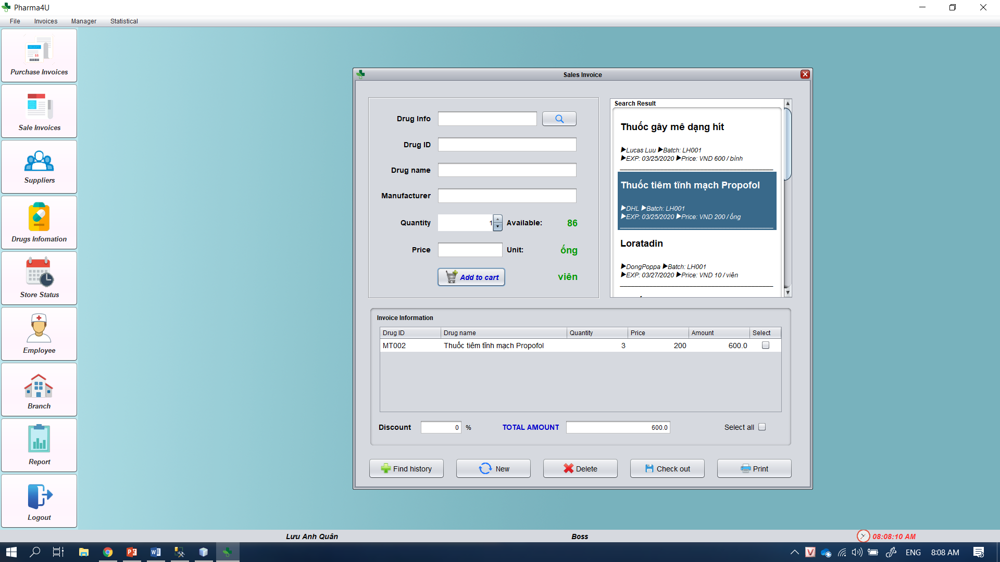 Pharma4U
File Invoices Manager Statistical
Purchase Invoices
Sale Invoices
Suppliers
Drugs Infomation
Store Status
Employee
Branch
Report
Logout
Sales Invoice
Drug Info
Drug ID
Drug name
Manufacturer
Quantity 1 Available: 86
Price Unit: ống
Add to cart viên
Search Result
Thuốc gây mê dạng hít
▶Lucas Luu ▶Batch: LH001
▶EXP: 03/25/2020 ▶Price: VND 600 / bình
Thuốc tiêm tĩnh mạch Propofol
▶DHL ▶Batch: LH001
▶EXP: 03/25/2020 ▶Price: VND 200 / ống
Loratadin
▶DongPoppa ▶Batch: LH001
▶EXP: 03/27/2020 ▶Price: VND 10 / viên
Invoice Information
Drug ID Drug name Quantity Price Amount Select
MT002 Thuốc tiêm tĩnh mạch Propofol 3 200 600.0
Discount 0 % TOTAL AMOUNT 600.0 Select all
Find history New Delete Check out Print
Lưu Anh Quân Boss 08:08:10 AM
ENG 8:08 AM